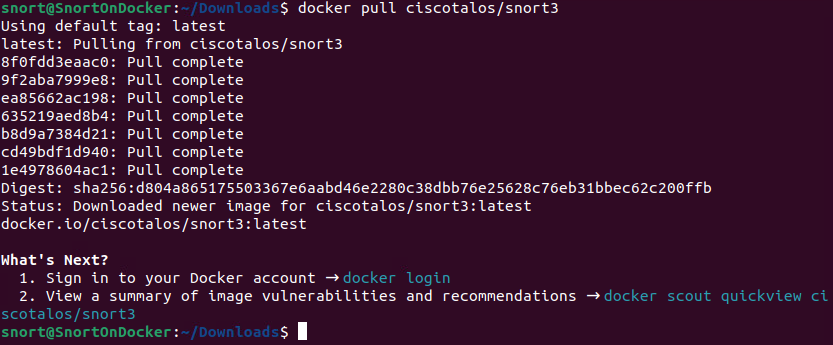 snort@SnortOnDocker:~/Downloads$ docker pull ciscotalos/snort3
Using default tag: latest
latest: Pulling from ciscotalos/snort3
8f0fdd3eaac0: Pull complete
9f2aba7999e8: Pull complete
ea85662ac198: Pull complete
635219aed8b4: Pull complete
b8d9a7384d21: Pull complete
cd49bdf1d940: Pull complete
1e4978604ac1: Pull complete
Digest: sha256:d804a865175503367e6aabd46e2280c38dbb76e25628c76eb31bbec62c200ffb
Status: Downloaded newer image for ciscotalos/snort3:latest
docker.io/ciscotalos/snort3:latest
What's Next?
1. Sign in to your Docker account → docker login
2. View a summary of image vulnerabilities and recommendations → docker scout quickview ci
scotalos/snort3
snort@SnortOnDocker:~/Downloads$